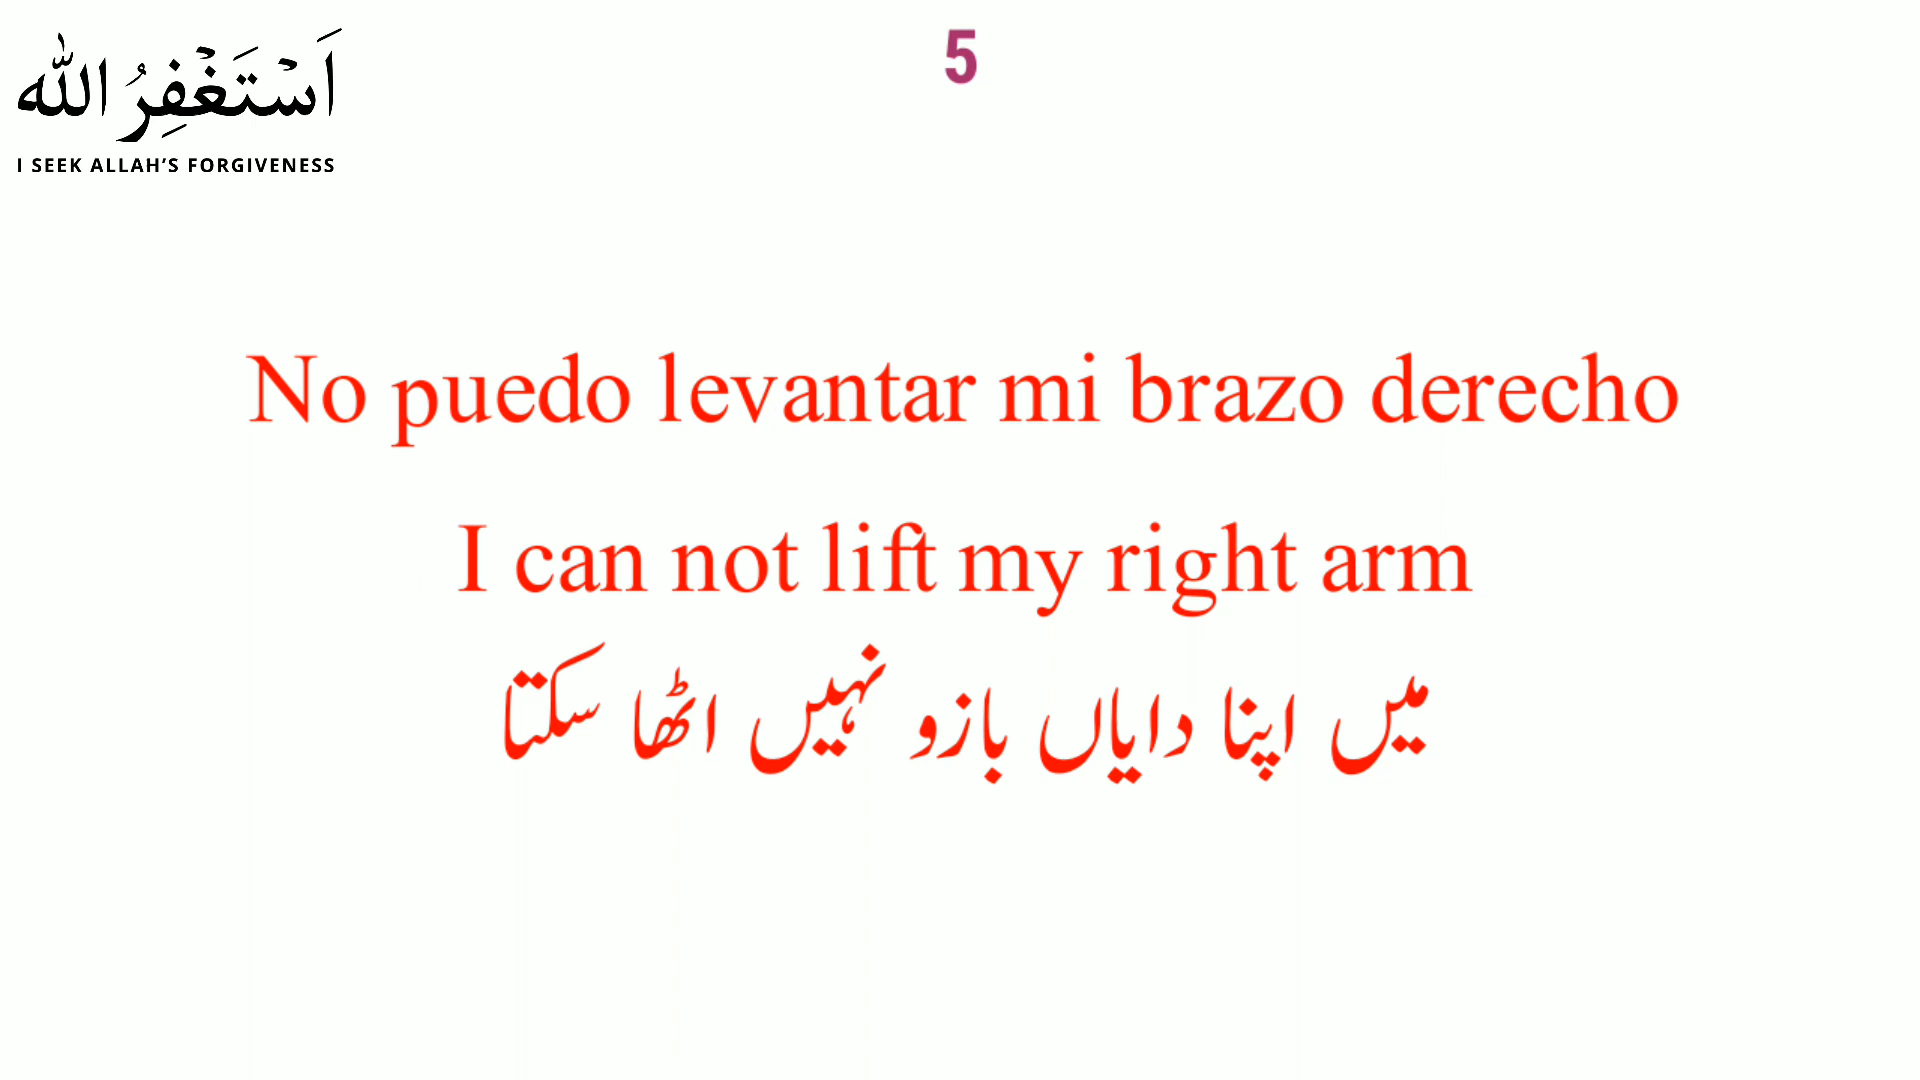 اَسْتَغْفِرُ الله
I SEEK ALLAH'S FORGIVENESS
5
No puedo levantar mi brazo derecho
I can not lift my right arm
میں اپنا دایاں بازو نہیں اٹھا سکتا